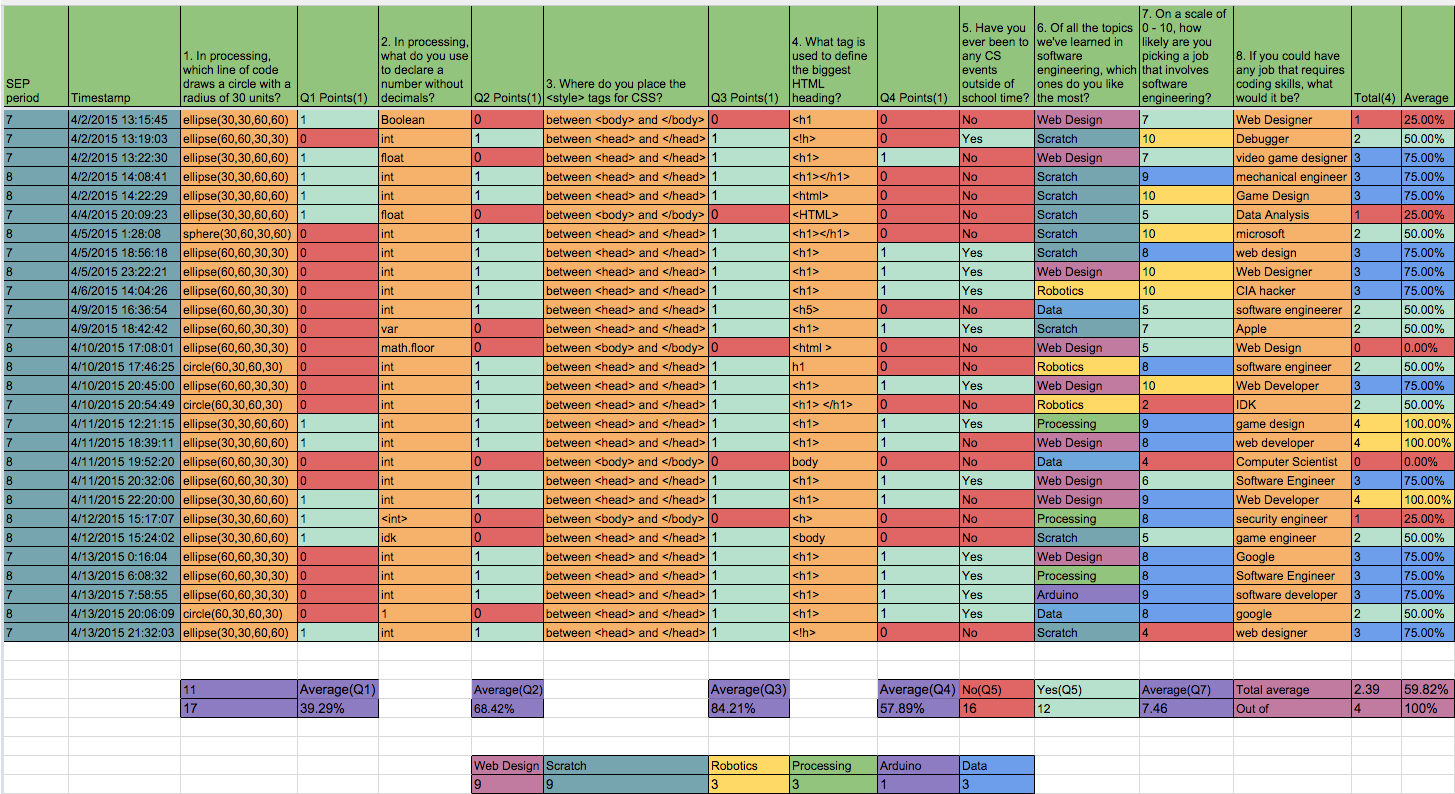 SEP
period
Timestamp
1. In processing,
which line of code
draws a circle with a
radius of 30 units?
Q1 Points(1)
2. In processing,
what do you use
to declare a
number without
decimals?
Q2 Points(1)
3. Where do you place the
<style> tags for CSS?
Q3 Points(1)
4. What tag is
used to define
the biggest
HTML
heading?
Q4 Points(1)
5. Have you
ever been to
any CS
events
outside of
school time?
6. Of all the topics
we've learned in
software
engineering, which
ones do you like
the most?
7. On a scale of
0 - 10, how
likely are you
picking a job
that involves
software
engineering?
8. If you could have
any job that requires
coding skills, what
would it be?
Total(4)
Average
7 4/2/2015 13:15:45 ellipse(30,30,60,60) 1 Boolean 0 between <body> and </body> 0 <h1 0 No Web Design 7 Web Designer 1 25.00%
7 4/2/2015 13:19:03 ellipse(60,60,30,30) 0 int 1 between <head> and </head> 1 <!h> 0 Yes Scratch 10 Debugger 2 50.00%
7 4/2/2015 13:22:30 ellipse(30,30,60,60) 1 float 0 between <head> and </head> 1 <h1> 1 No Web Design 7 video game designer 3 75.00%
8 4/2/2015 14:08:41 ellipse(30,30,60,60) 1 int 1 between <head> and </head> 1 <h1></h1> 0 No Scratch 9 mechanical engineer 3 75.00%
8 4/2/2015 14:22:29 ellipse(30,30,60,60) 1 int 1 between <head> and </head> 1 <html> 0 No Scratch 10 Game Design 3 75.00%
7 4/4/2015 20:09:23 ellipse(30,30,60,60) 1 float 0 between <body> and </body> 0 <HTML> 0 No Scratch 5 Data Analysis 1 25.00%
8 4/5/2015 1:28:08 sphere(30,60,30,60) 0 int 1 between <head> and </head> 1 <h1></h1> 0 No Scratch 10 microsoft 2 50.00%
7 4/5/2015 18:56:18 ellipse(60,60,30,30) 0 int 1 between <head> and </head> 1 <h1> 1 Yes Scratch 8 web design 3 75.00%
8 4/5/2015 23:22:21 ellipse(60,60,30,30) 0 int 1 between <head> and </head> 1 <h1> 1 Yes Web Design 10 Web Designer 3 75.00%
8 4/6/2015 14:04:26 ellipse(60,60,30,30) 0 int 1 between <head> and </head> 1 <h1> 1 Yes Robotics 10 CIA hacker 3 75.00%
7 4/9/2015 16:36:54 ellipse(60,60,30,30) 0 int 1 between <head> and </head> 1 <h5> 0 No Data 5 software engineerer 2 50.00%
7 4/9/2015 18:42:42 ellipse(60,60,30,30) 0 var 0 between <head> and </head> 1 <h1> 1 Yes Scratch 7 Apple 2 50.00%
8 4/10/2015 17:08:01 ellipse(60,60,30,30) 0 math.floor 0 between <body> and </body> 0 <html > 0 No Web Design 5 Web Design 0 0.00%
8 4/10/2015 17:46:25 circle(60,30,60,30) 0 int 1 between <head> and </head> 1 h1 0 No Robotics 8 software engineer 2 50.00%
8 4/10/2015 20:45:00 ellipse(60,60,30,30) 0 int 1 between <head> and </head> 1 <h1> 1 Yes Web Design 10 Web Developer 3 75.00%
7 4/10/2015 20:54:49 circle(60,30,60,30) 0 int 1 between <head> and </head> 1 <h1> </h1> 0 No Robotics 2 IDK 2 50.00%
7 4/11/2015 12:21:15 ellipse(30,30,60,60) 1 int 1 between <head> and </head> 1 <h1> 1 Yes Processing 9 game design 4 100.00%
7 4/11/2015 18:39:11 ellipse(30,30,60,60) 1 int 1 between <head> and </head> 1 <h1> 1 No Web Design 8 web developer 4 100.00%
8 4/11/2015 19:52:20 ellipse(60,60,30,30) 0 int 0 between <body> and </body> 0 body 0 No Data 4 Computer Scientist 0 0.00%
8 4/11/2015 20:32:06 ellipse(60,60,30,30) 0 int 1 between <head> and </head> 1 <h1> 1 Yes Web Design 6 Software Engineer 3 75.00%
8 4/11/2015 22:20:00 ellipse(30,30,60,60) 1 int 1 between <head> and </head> 1 <h1> 1 No Web Design 9 Web Developer 4 100.00%
8 4/12/2015 15:17:07 ellipse(30,30,60,60) 1 <int> 0 between <body> and </body> 0 <h> 0 No Processing 8 security engineer 1 25.00%
8 4/12/2015 15:24:02 ellipse(30,30,60,60) 1 idk 0 between <head> and </head> 1 <body 0 No Scratch 5 game engineer 2 50.00%
7 4/13/2015 0:16:04 ellipse(60,60,30,30) 0 int 1 between <head> and </head> 1 <h1> 1 Yes Web Design 8 Google 3 75.00%
8 4/13/2015 6:08:32 ellipse(60,60,30,30) 0 int 1 between <head> and </head> 1 <h1> 1 Yes Processing 8 Software Engineer 3 75.00%
7 4/13/2015 7:58:55 ellipse(60,60,30,30) 0 int 1 between <head> and </head> 1 <h1> 1 Yes Arduino 9 software developer 3 75.00%
8 4/13/2015 20:06:09 circle(60,30,60,30) 0 1 0 between <head> and </head> 1 <h1> 1 Yes Data 8 google 2 50.00%
7 4/13/2015 21:32:03 ellipse(30,30,60,60) 1 int 1 between <head> and </head> 1 <!h> 0 No Scratch 4 web designer 3 75.00%
11 Average(Q1) Average(Q2) Average(Q3) Average(Q4) No(Q5) Yes(Q5) Average(Q7) Total average 2.39 59.82%
17 39.29% 68.42% 84.21% 57.89% 16 12 7.46 Out of 4 100%
Web Design Scratch Robotics Processing Arduino Data
9 9 3 3 1 3